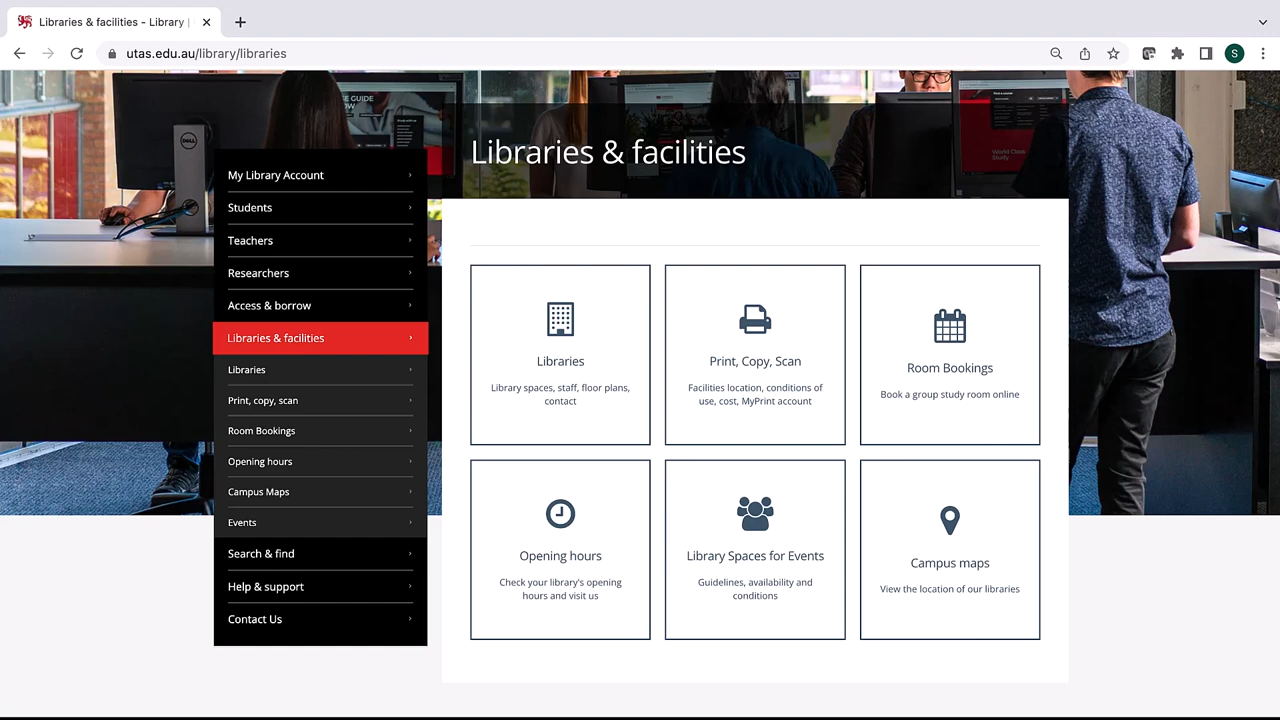 Libraries & facilities - Library |
utas.edu.au/library/libraries
S
DELL
World Class
Study
Libraries & facilities
My Library Account
Students
Teachers
Researchers
Access & borrow
Libraries & facilities
Libraries
Print, copy, scan
Room Bookings
Opening hours
Campus Maps
Events
Search & find
Help & support
Contact Us
Libraries
Library spaces, staff, floor plans,
contact
Print, Copy, Scan
Facilities location, conditions of
use, cost, MyPrint account
Room Bookings
Book a group study room online
Opening hours
Check your library's opening
hours and visit us
Library Spaces for Events
Guidelines, availability and
conditions
Campus maps
View the location of our libraries